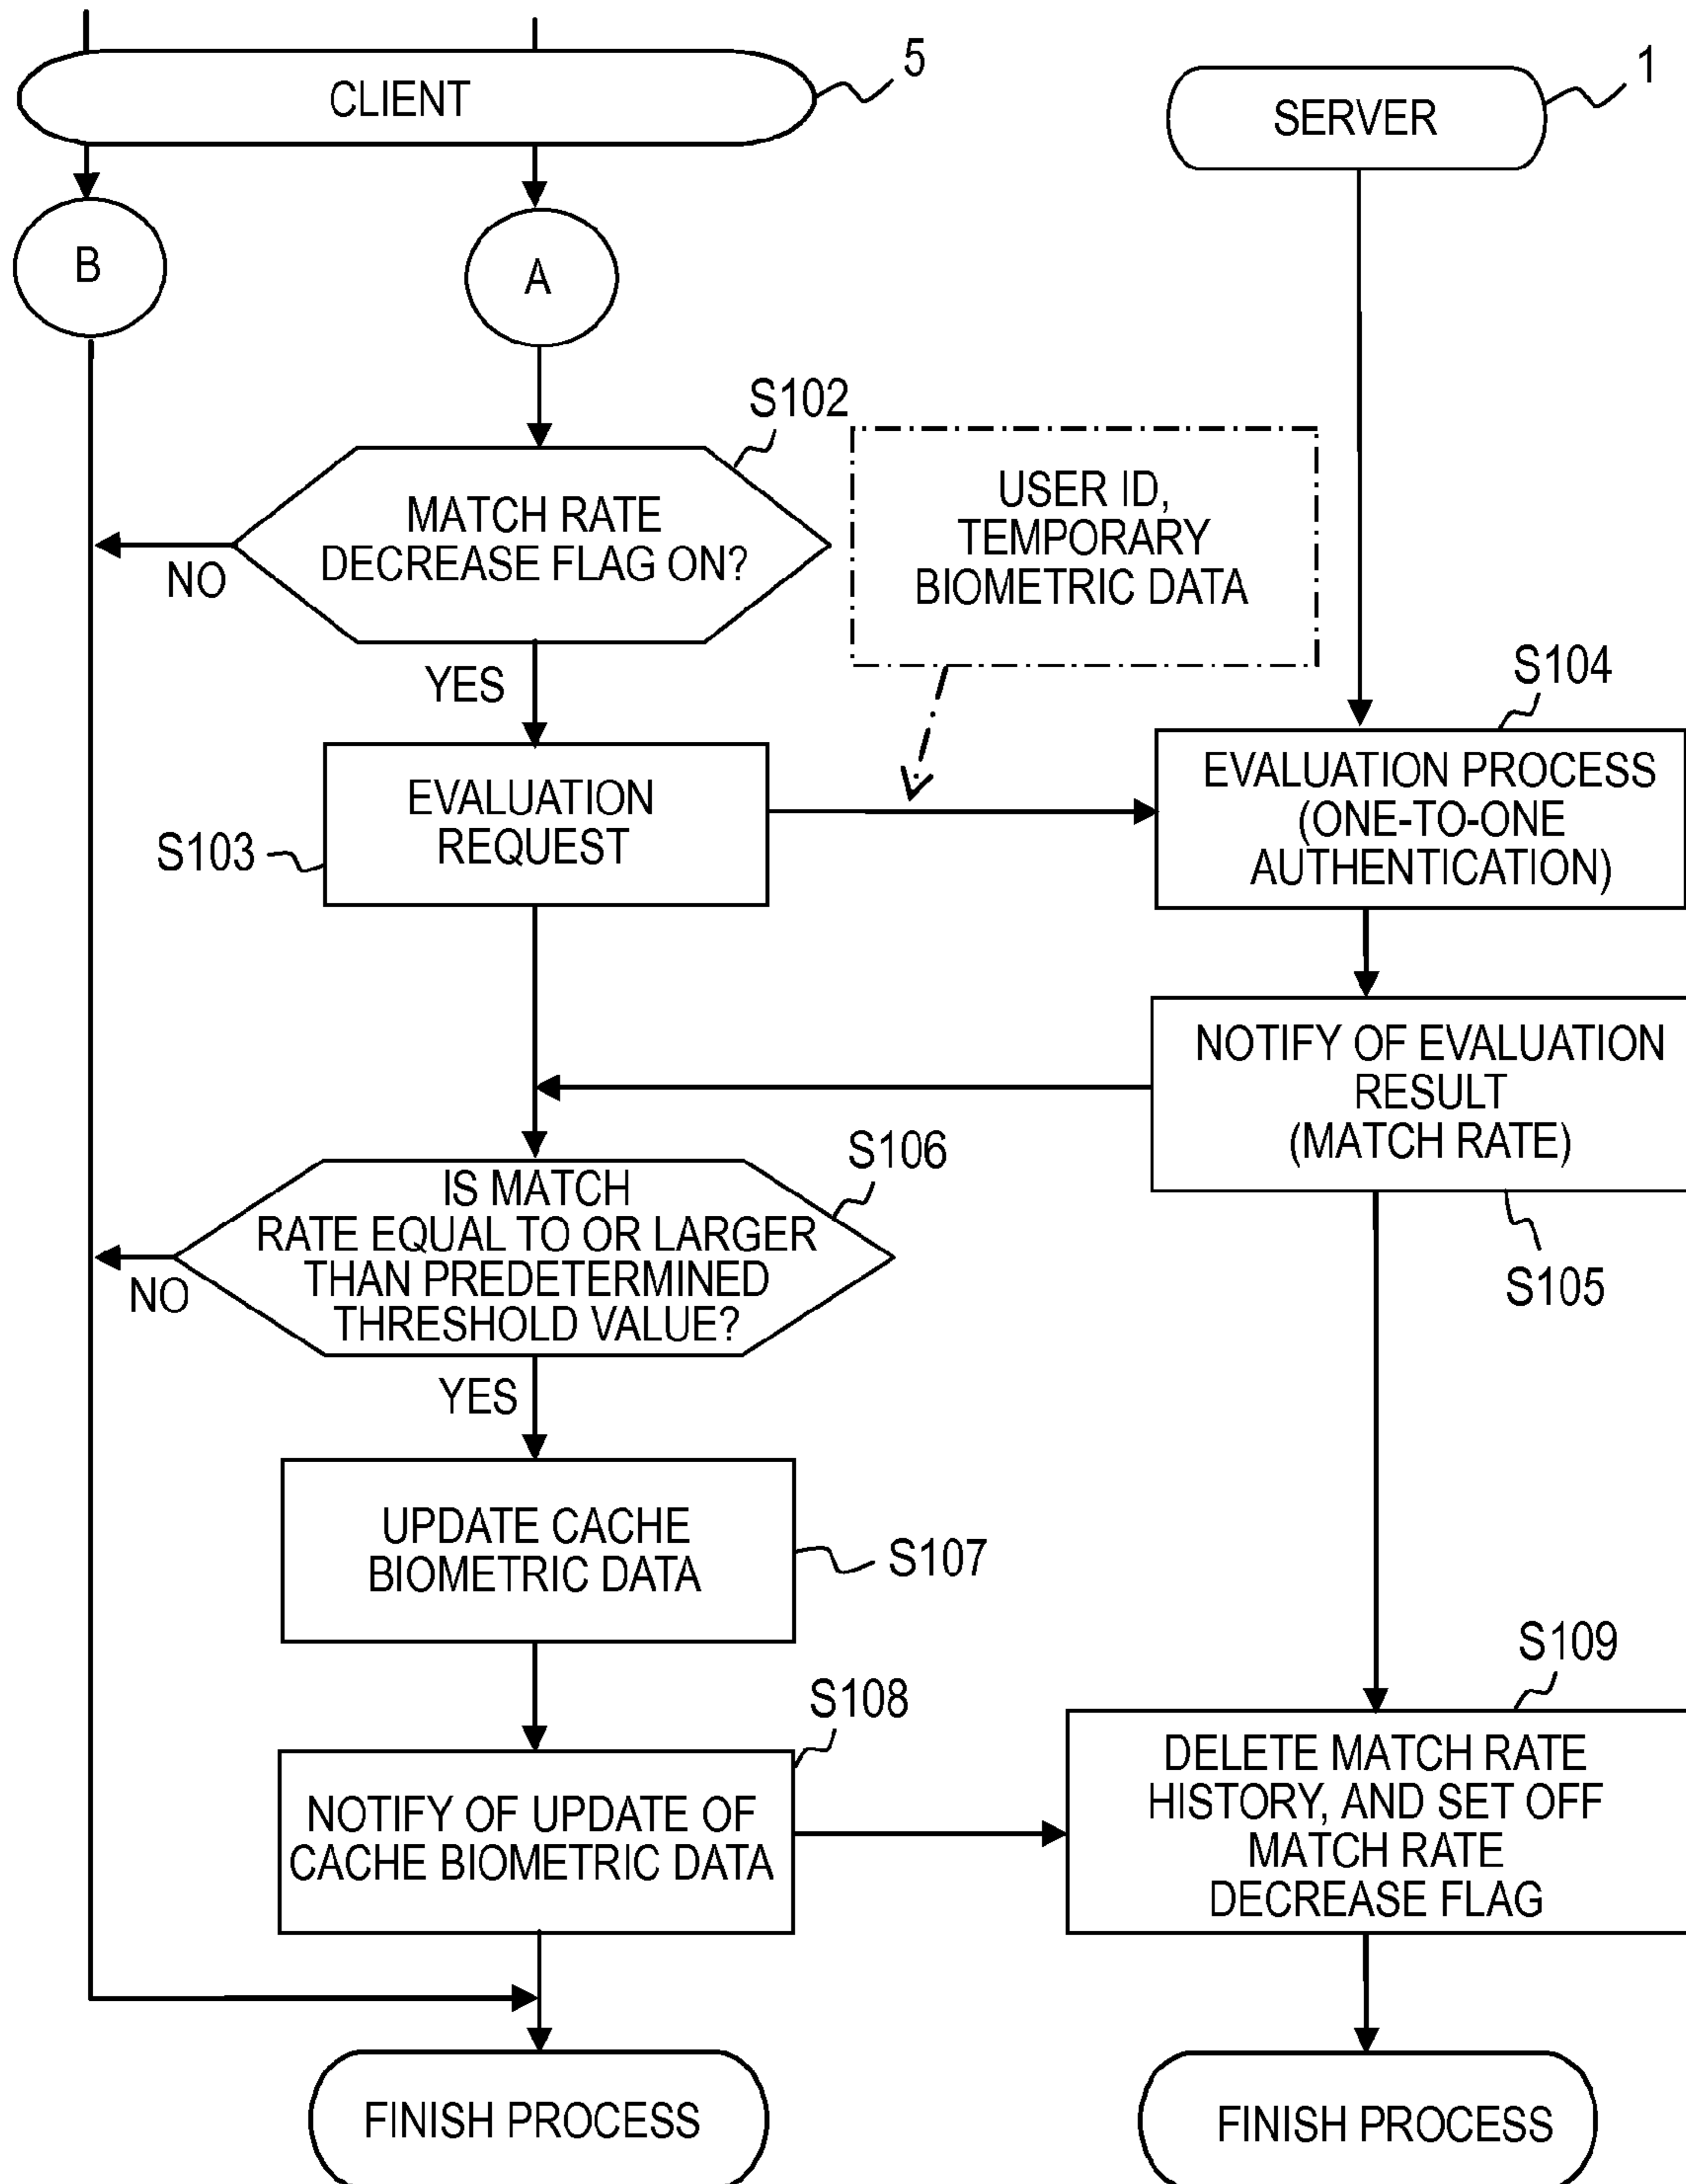 CLIENT
5
SERVER
1
B
A
S102
MATCH RATE
DECREASE FLAG ON?
NO
YES
USER ID,
TEMPORARY
BIOMETRIC DATA
S103
EVALUATION
REQUEST
S104
EVALUATION PROCESS
(ONE-TO-ONE
AUTHENTICATION)
NOTIFY OF EVALUATION
RESULT
(MATCH RATE)
S105
S106
IS MATCH
RATE EQUAL TO OR LARGER
THAN PREDETERMINED
THRESHOLD VALUE?
NO
YES
UPDATE CACHE
BIOMETRIC DATA
S107
S108
NOTIFY OF UPDATE OF
CACHE BIOMETRIC DATA
S109
DELETE MATCH RATE
HISTORY, AND SET OFF
MATCH RATE
DECREASE FLAG
FINISH PROCESS
FINISH PROCESS